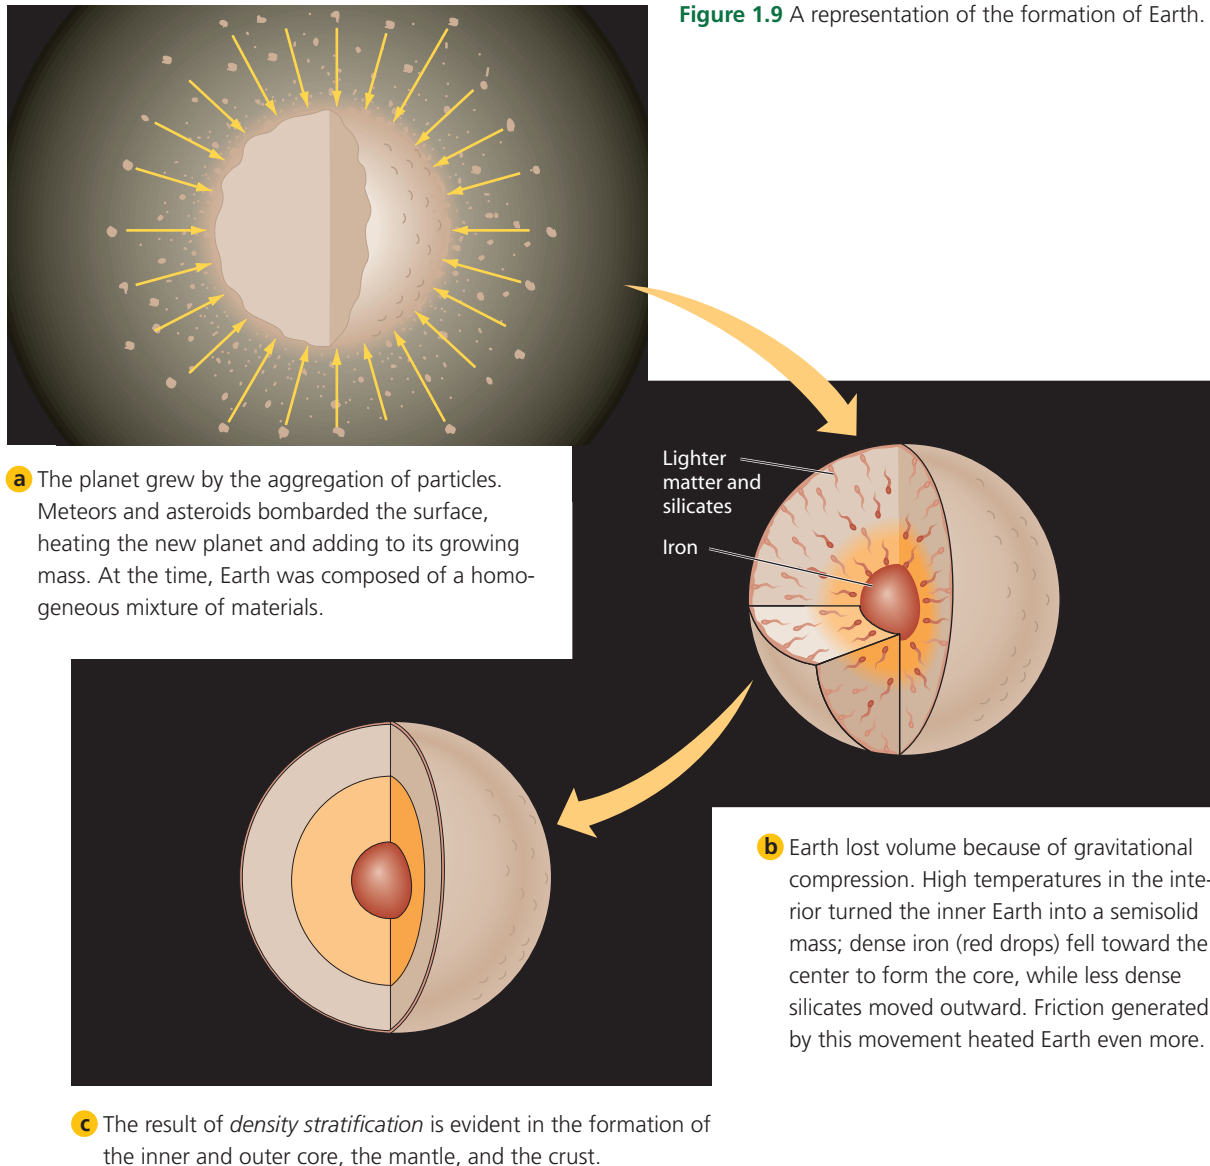 Figure 1.9 A representation of the formation of Earth.
a The planet grew by the aggregation of particles.
Meteors and asteroids bombarded the surface,
heating the new planet and adding to its growing
mass. At the time, Earth was composed of a homo-
geneous mixture of materials.
Lighter
matter and
silicates
Iron
b Earth lost volume because of gravitational
compression. High temperatures in the inte-
rior turned the inner Earth into a semisolid
mass; dense iron (red drops) fell toward the
center to form the core, while less dense
silicates moved outward. Friction generated
by this movement heated Earth even more.
c The result of density stratification is evident in the formation of
the inner and outer core, the mantle, and the crust.